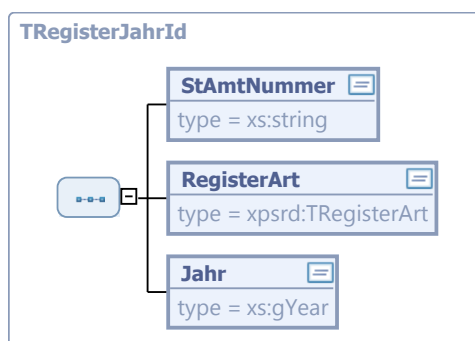 TRegisterJahrId
StAmtNummer
type = xs:string
RegisterArt
type = xpsrd:TRegisterArt
Jahr
type = xs:gYear